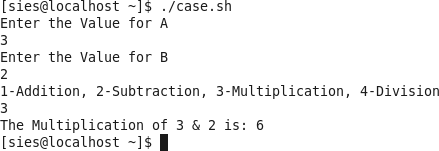 [sies@localhost ~]$ ./case.sh
Enter the Value for A
3
Enter the Value for B
2
1-Addition, 2-Subtraction, 3-Multiplication, 4-Division
3
The Multiplication of 3 & 2 is: 6
[sies@localhost ~]$